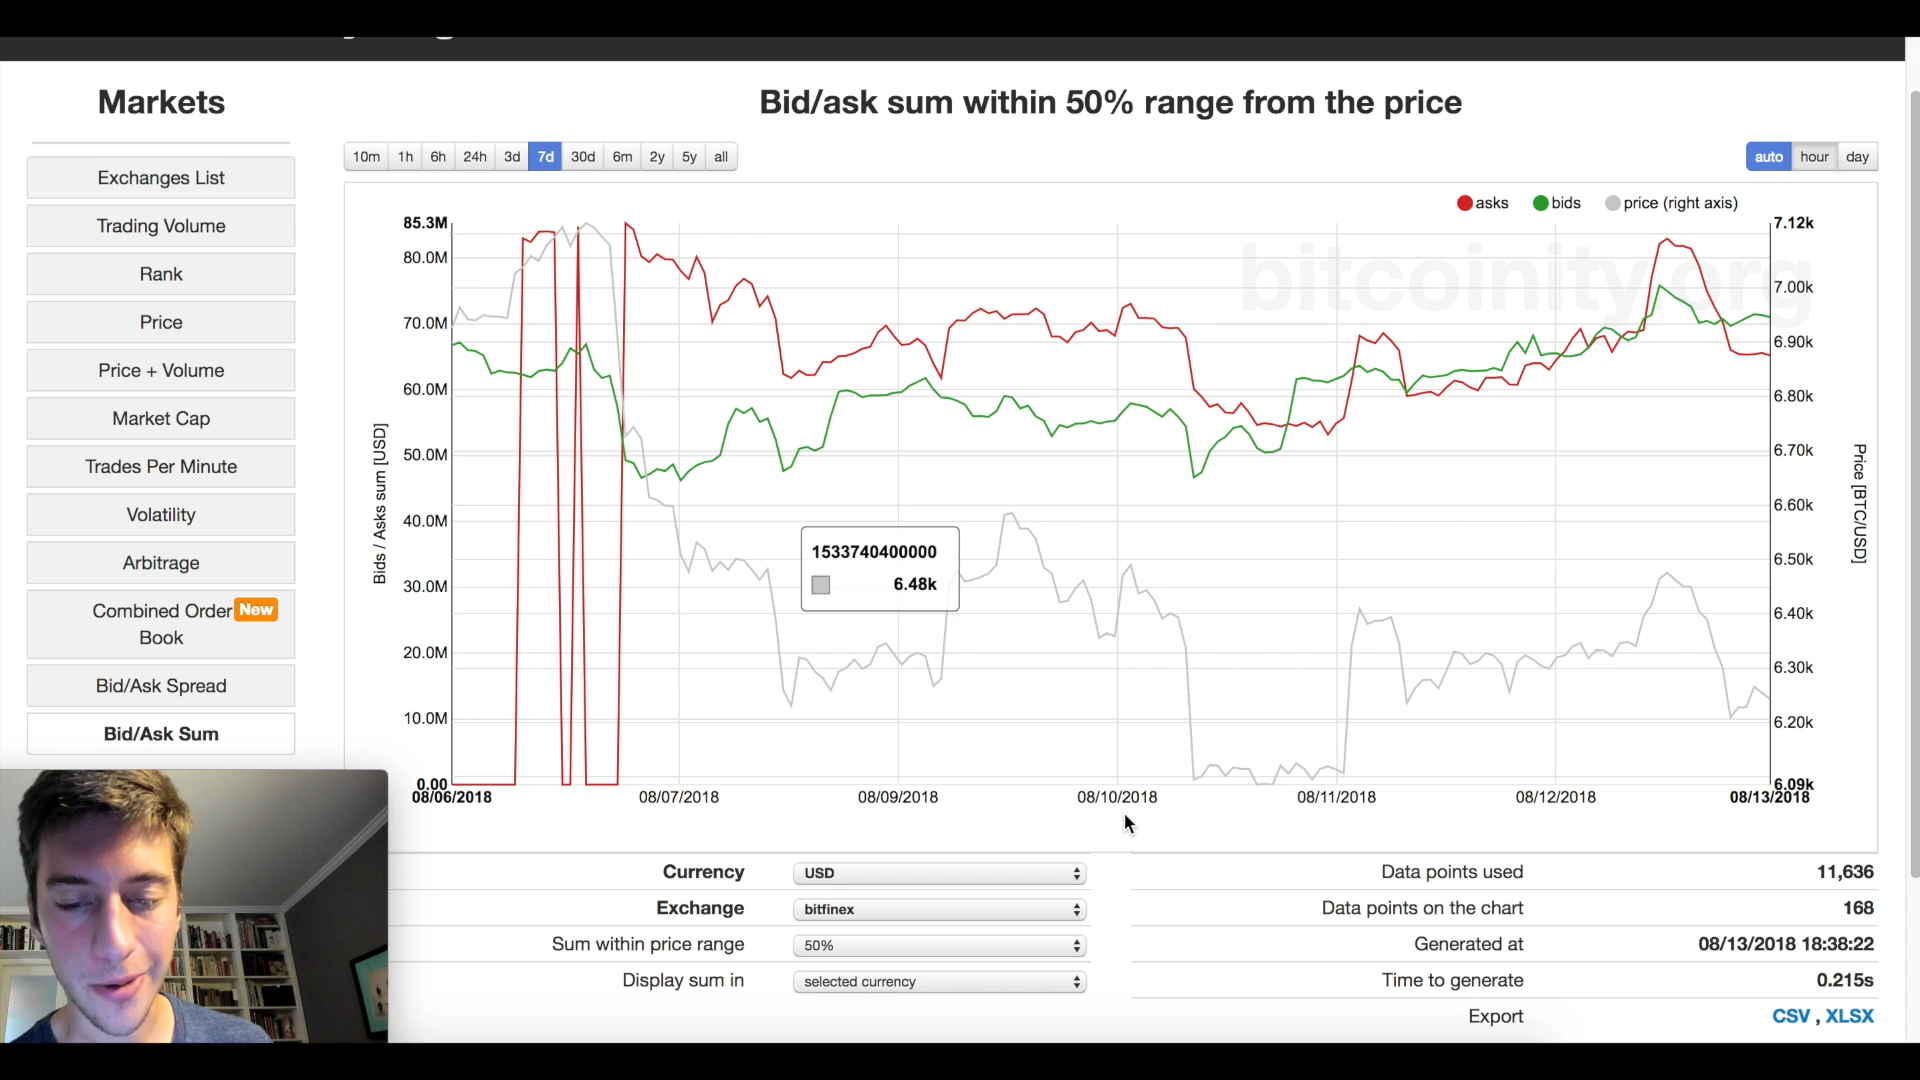 Markets
Bid/ask sum within 50% range from the price
10m 1h 6h 24h 3d 7d 30d 6m 2y 5y all
auto hour day
Exchanges List
Trading Volume
Rank
Price
Price + Volume
Market Cap
Trades Per Minute
Volatility
Arbitrage
Combined Order New
Book
Bid/Ask Spread
Bid/Ask Sum
asks bids price (right axis)
bitcoinity.org
85.3M
80.0M
70.0M
60.0M
50.0M
40.0M
30.0M
20.0M
10.0M
0.00
Bids / Asks sum [USD]
7.12k
7.00k
6.90k
6.80k
6.70k
6.60k
6.50k
6.40k
6.30k
6.20k
6.09k
Price [BTC/USD]
1533740400000
6.48k
08/06/2018 08/07/2018 08/09/2018 08/10/2018 08/11/2018 08/12/2018 08/13/2018
Currency USD
Exchange bitfinex
Sum within price range 50%
Display sum in selected currency
Data points used 11,636
Data points on the chart 168
Generated at 08/13/2018 18:38:22
Time to generate 0.215s
Export CSV , XLSX